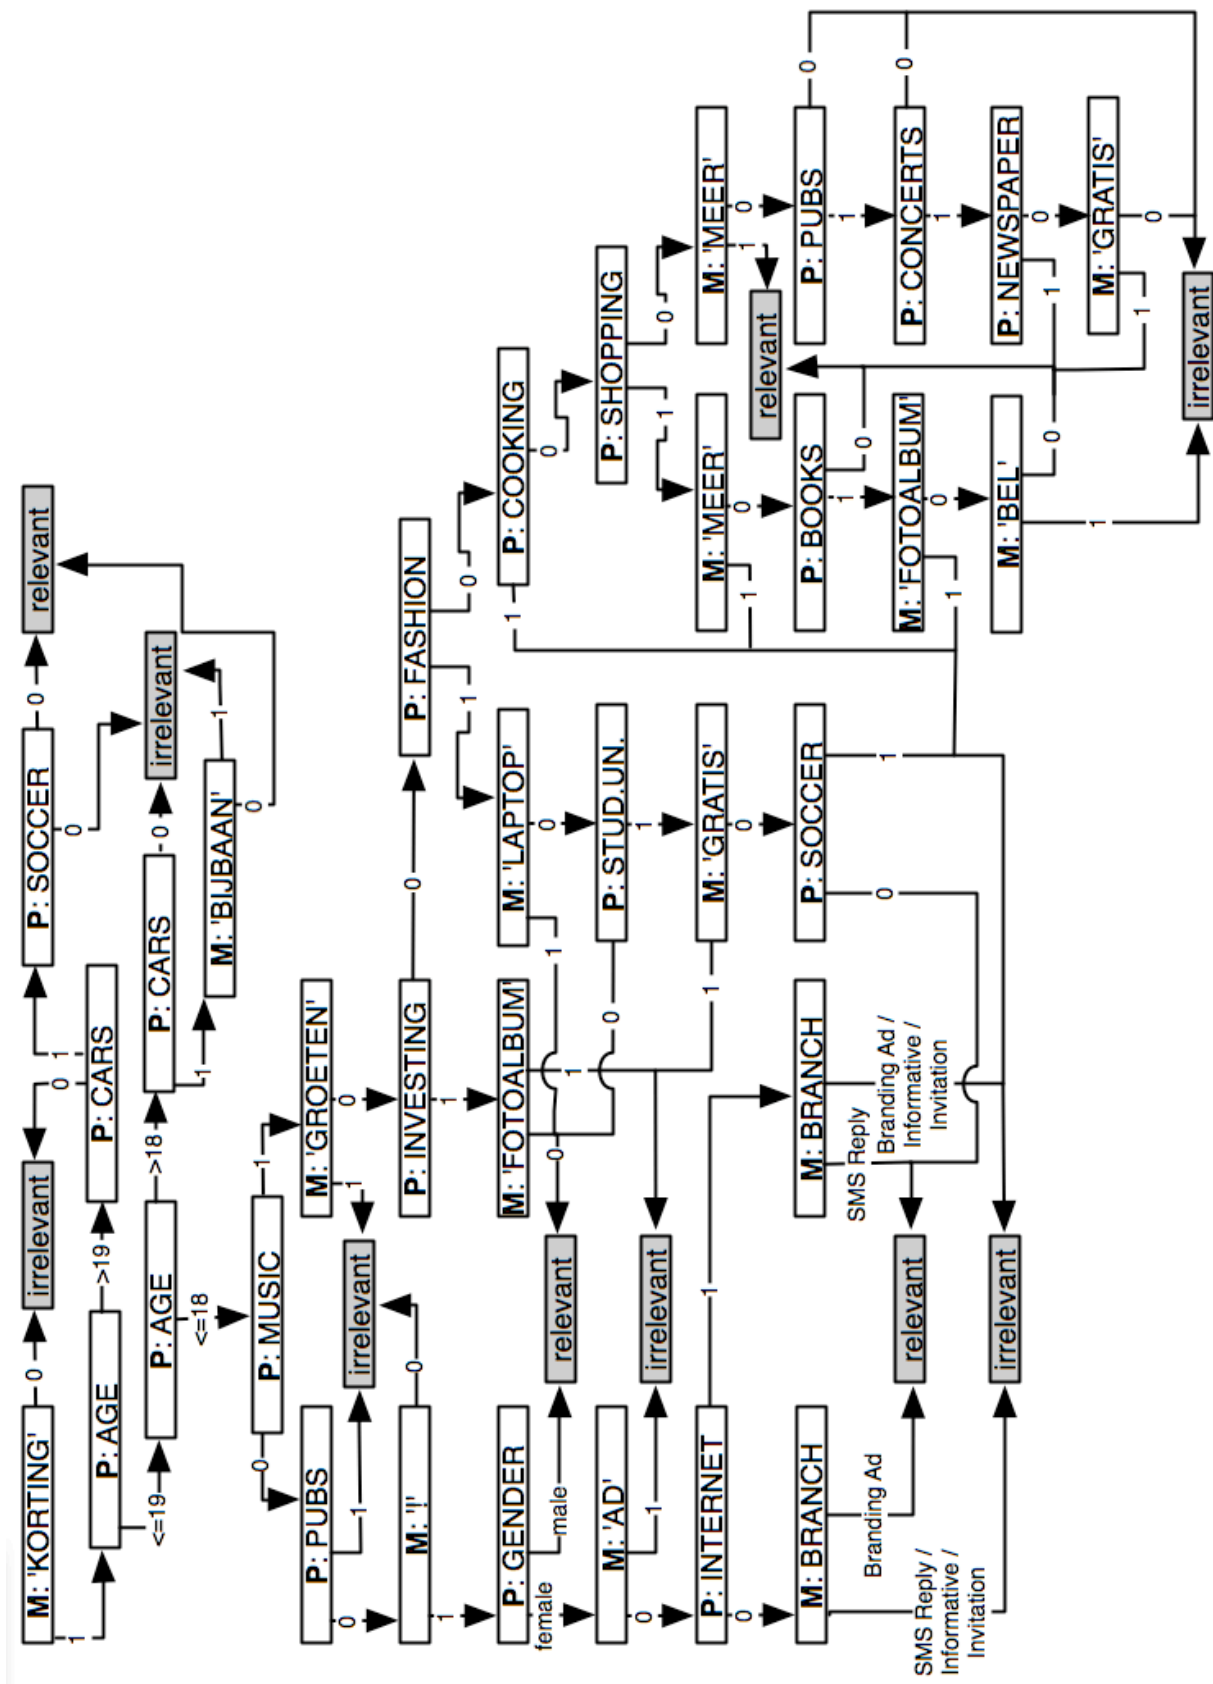 M: 'KORTING'
0
irrelevant
0
1
P: SOCCER
0
relevant
1
0
P: AGE
>19
P: CARS
<=19
P: AGE
>18
P: CARS
0
irrelevant
<=18
1
M: 'BIJBAAN'
1
0
P: MUSIC
0
1
P: PUBS
M: 'GROETEN'
0
1
irrelevant
1
0
M: '!'
0
P: INVESTING
0
P: FASHION
1
1
1
0
P: GENDER
M: 'FOTOALBUM'
M: 'LAPTOP'
P: COOKING
female
male
relevant
0
1
1
0
1
0
M: 'AD'
P: STUD.UN.
P: SHOPPING
0
1
irrelevant
0
1
1
0
P: INTERNET
M: 'GRATIS'
M: 'MEER'
M: 'MEER'
0
1
1
0
1
0
relevant
1
0
M: BRANCH
M: BRANCH
P: SOCCER
P: BOOKS
P: PUBS
Branding Ad
SMS Reply
Branding Ad /
Informative /
Invitation
0
1
1
0
1
0
relevant
M: 'FOTOALBUM'
P: CONCERTS
0
SMS Reply /
Informative /
Invitation
1
0
1
irrelevant
M: 'BEL'
P: NEWSPAPER
0
1
0
1
M: 'GRATIS'
1
0
irrelevant